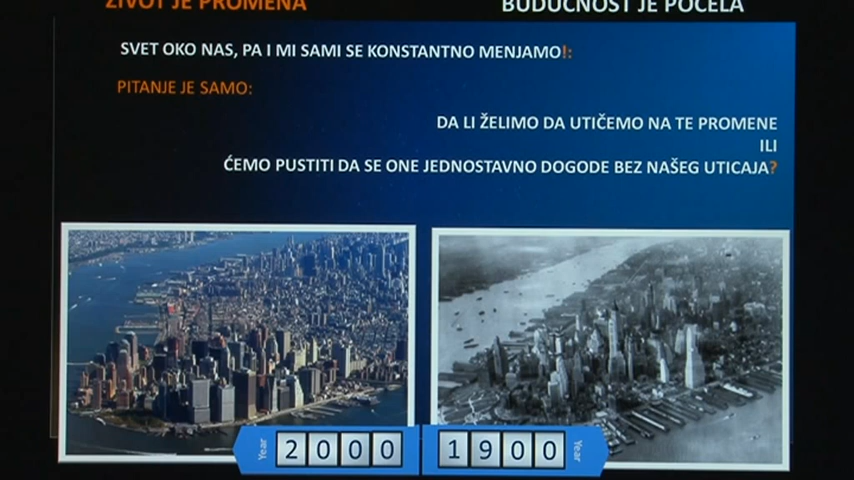 ŽIVOT JE PROMENA
BUDUĆNOST JE POČELA
SVET OKO NAS, PA I MI SAMI SE KONSTANTNO MENJAMO!:
PITANJE JE SAMO:
DA LI ŽELIMO DA UTIČEMO NA TE PROMENE
ILI
ĆEMO PUSTITI DA SE ONE JEDNOSTAVNO DOGODE BEZ NAŠEG UTICAJA?
Year 2000
1900 Year